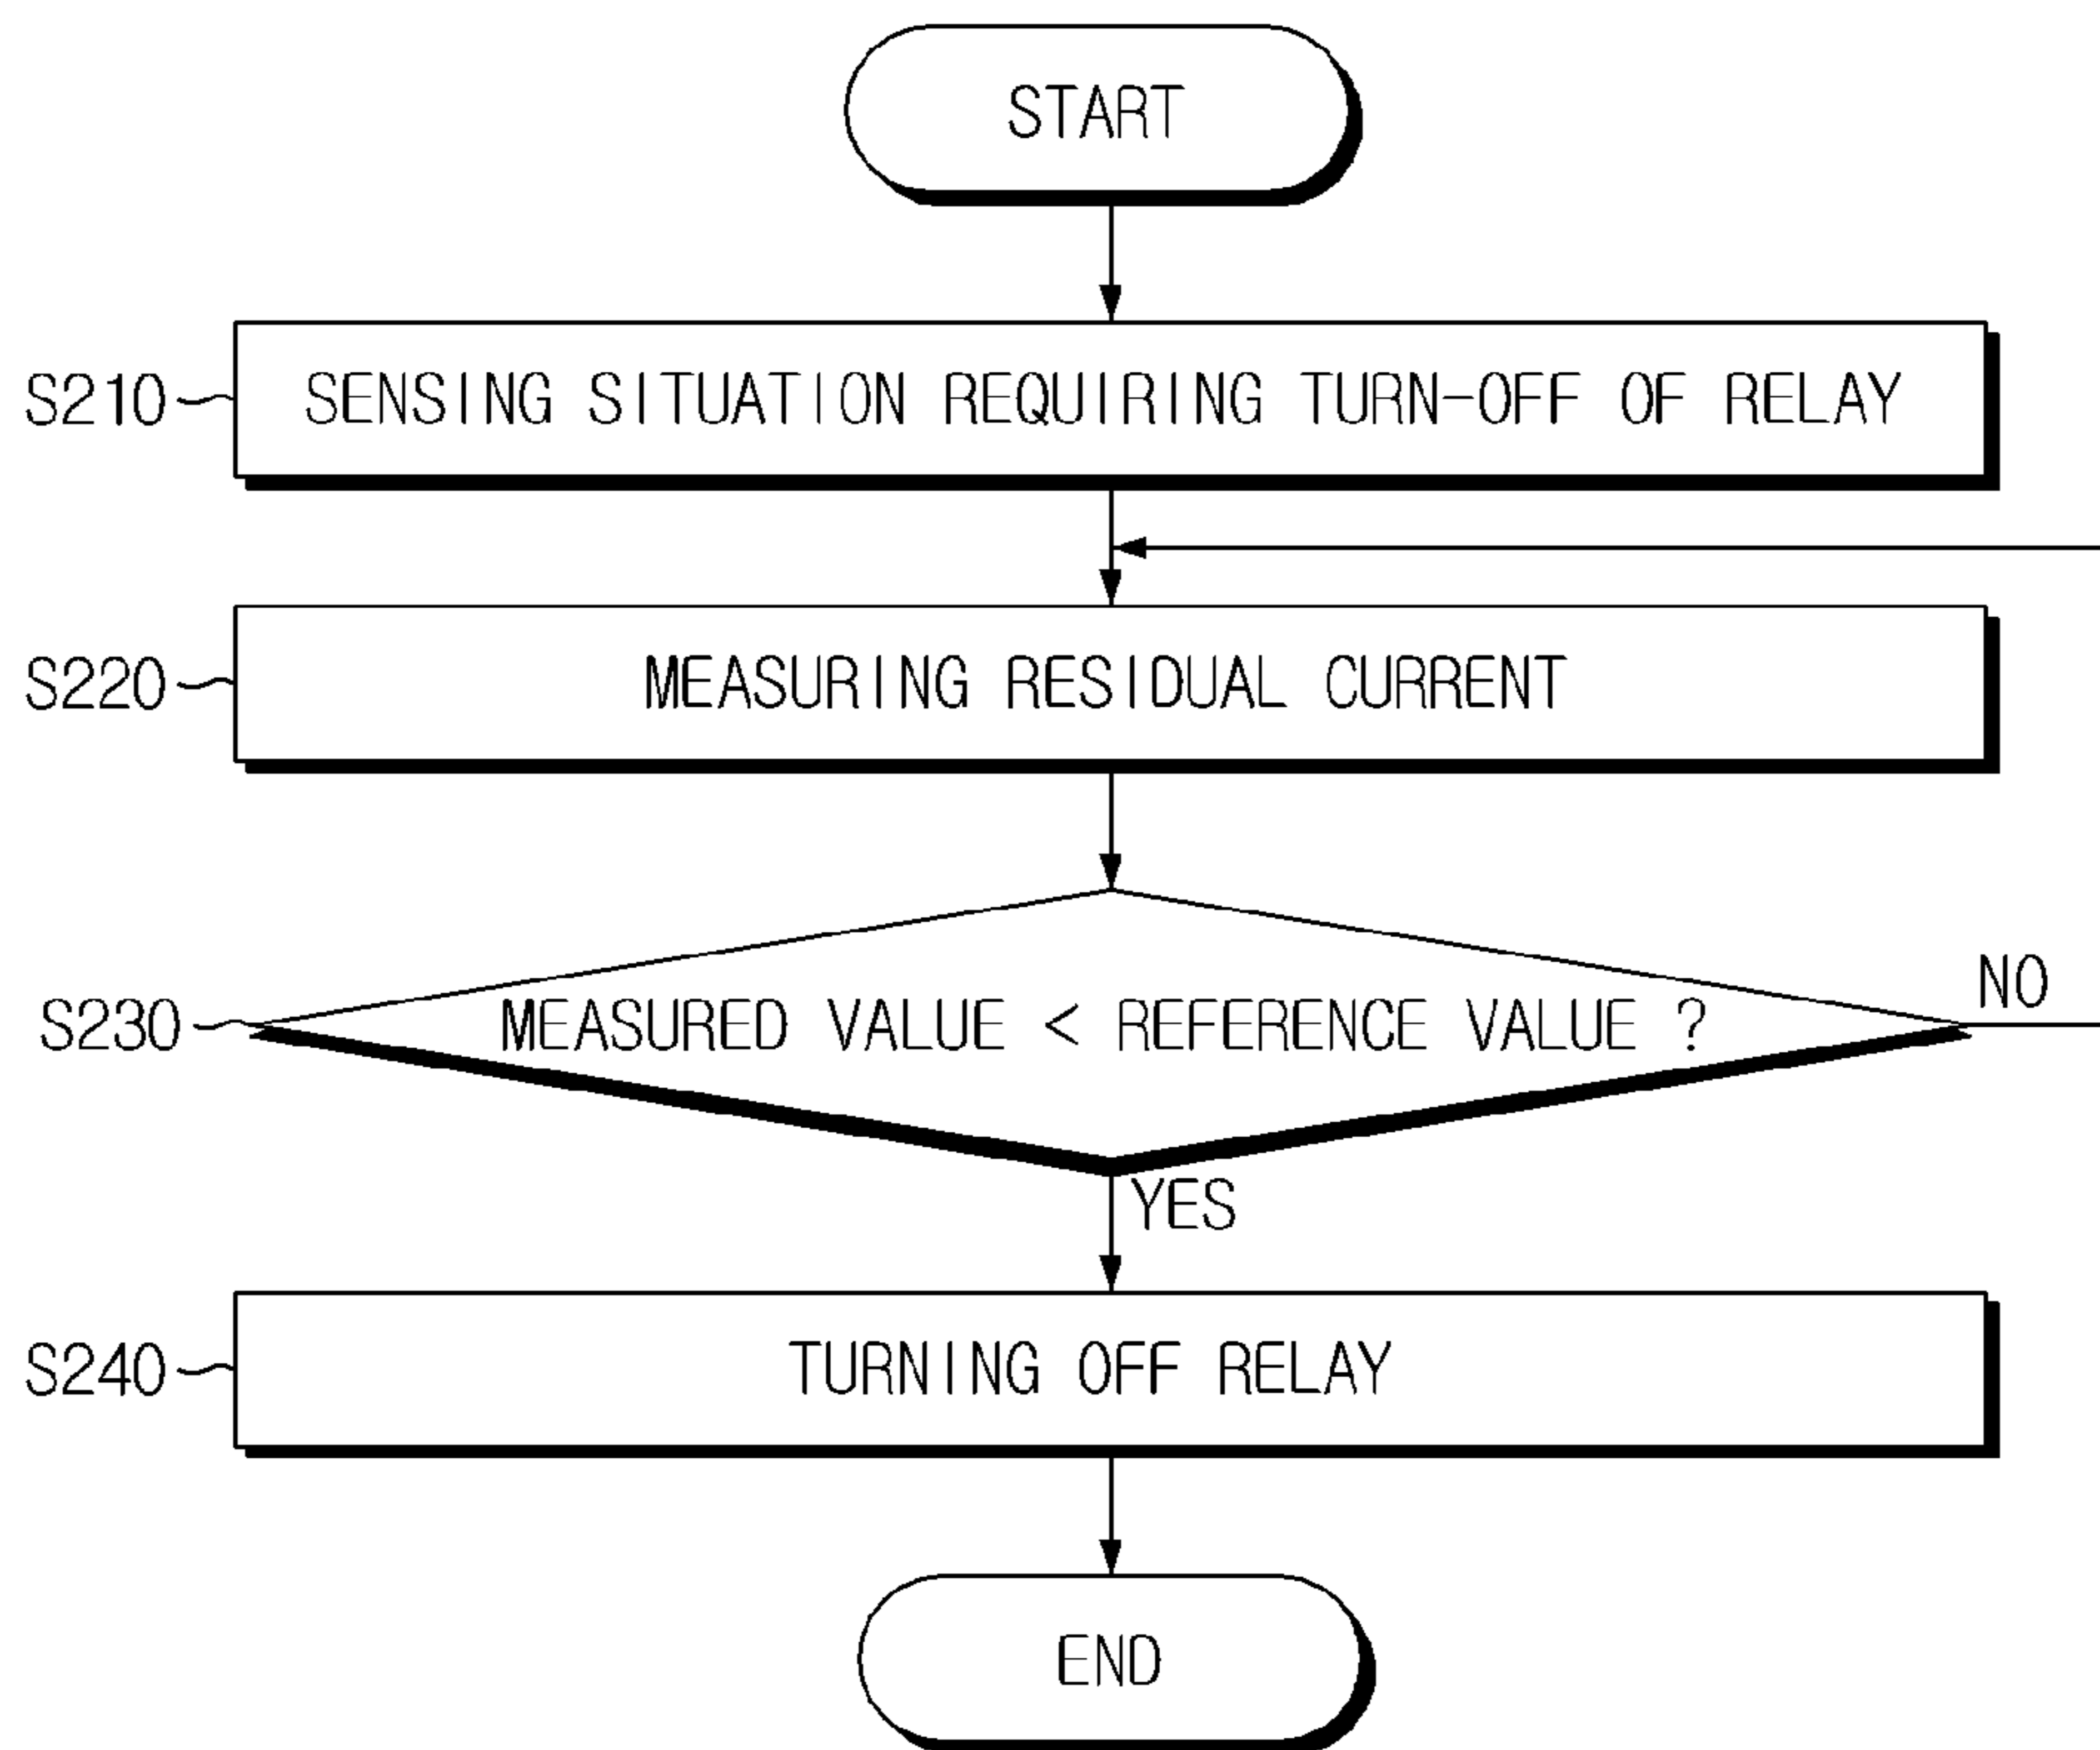 START
S210 SENSING SITUATION REQUIRING TURN-OFF OF RELAY
S220 MEASURING RESIDUAL CURRENT
S230 MEASURED VALUE < REFERENCE VALUE ?
NO
YES
S240 TURNING OFF RELAY
END